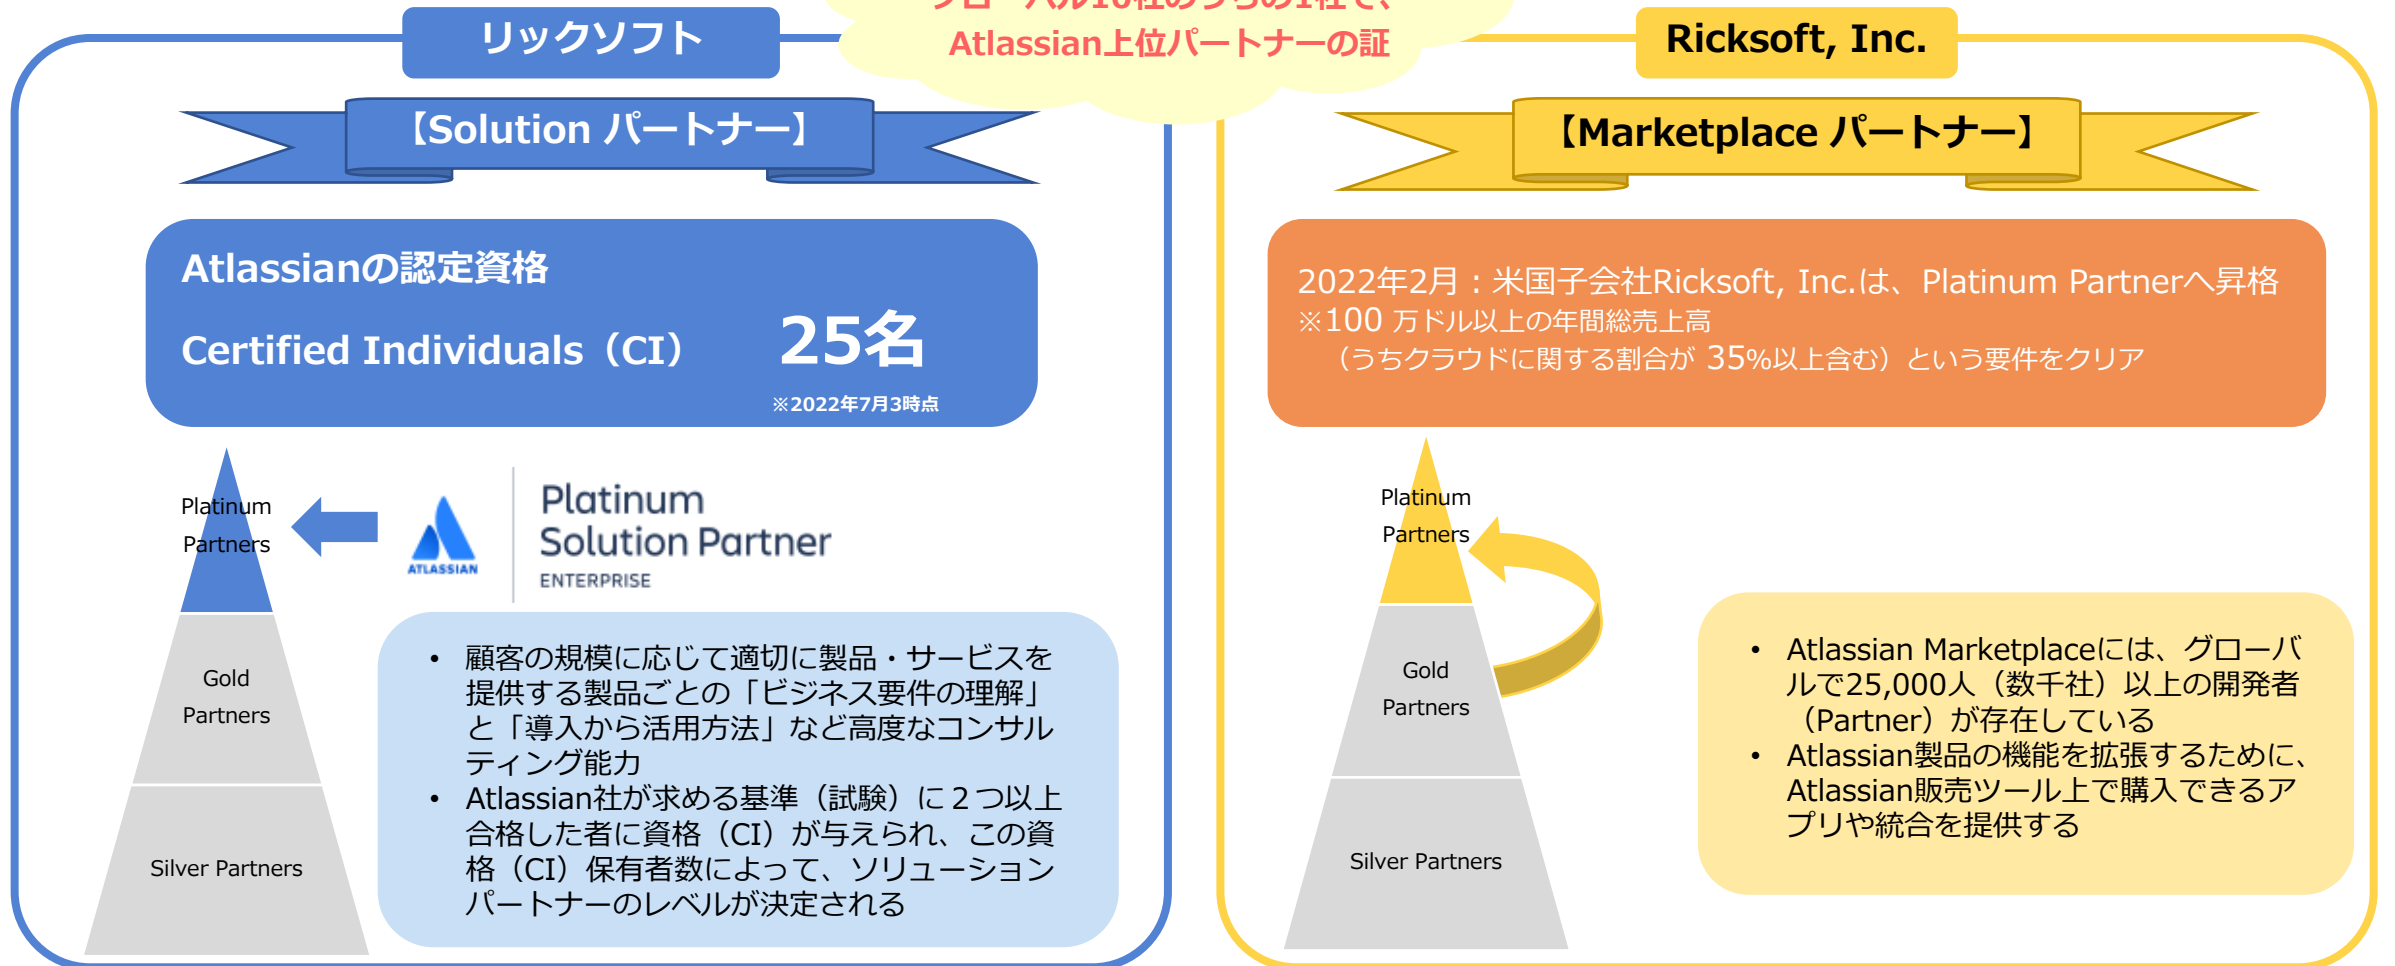 グローバル16社のうちの1社で、
Atlassian上位パートナーの証
リックソフト
【Solution パートナー】
Atlassianの認定資格
Certified Individuals（CI） 25名
※2022年7月3時点
Platinum
Partners
ATLASSIAN
Platinum
Solution Partner
ENTERPRISE
Gold
Partners
Silver Partners
• 顧客の規模に応じて適切に製品・サービスを
提供する製品ごとの「ビジネス要件の理解」
と「導入から活用方法」など高度なコンサル
ティング能力
• Atlassian社が求める基準（試験）に２つ以上
合格した者に資格（CI）が与えられ、この資
格（CI）保有者数によって、ソリューション
パートナーのレベルが決定される
Ricksoft, Inc.
【Marketplace パートナー】
2022年2月：米国子会社Ricksoft, Inc.は、Platinum Partnerへ昇格
※100 万ドル以上の年間総売上高
（うちクラウドに関する割合が 35%以上含む）という要件をクリア
Platinum
Partners
Gold
Partners
Silver Partners
• Atlassian Marketplaceには、グローバ
ルで25,000人（数千社）以上の開発者
（Partner）が存在している
• Atlassian製品の機能を拡張するために、
Atlassian販売ツール上で購入できるア
プリや統合を提供する